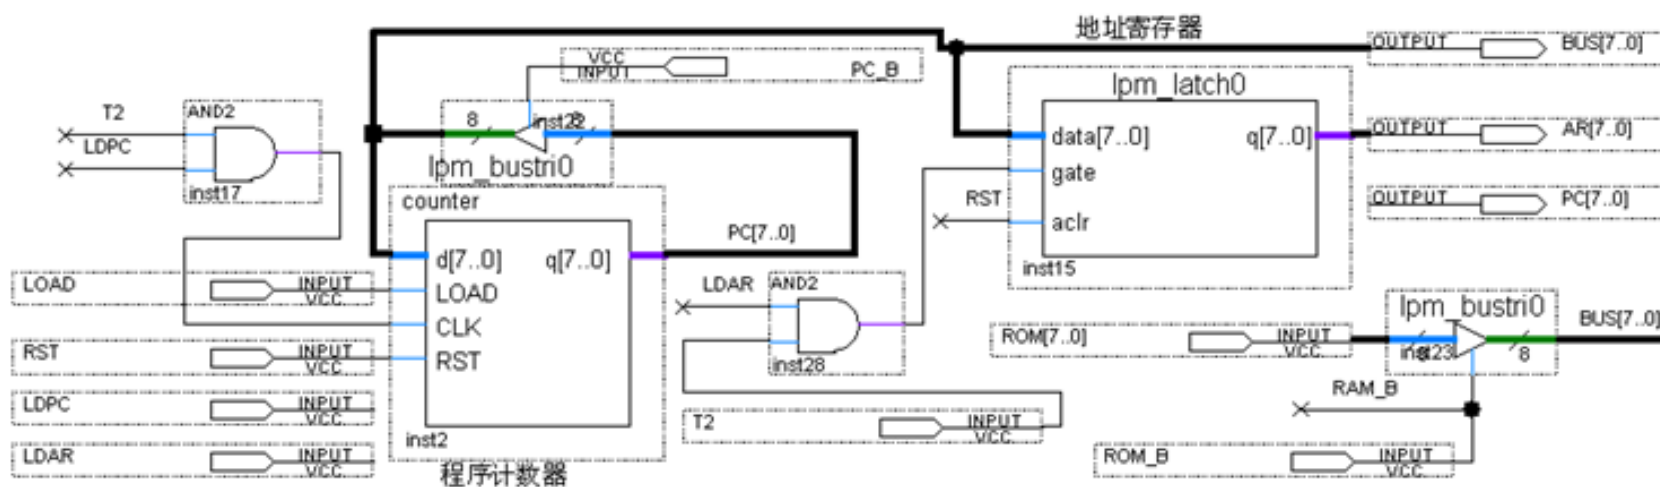 地址寄存器
OUTPUT BUS[7..0]
VCC
INPUT PC_B
lpm_latch0
T2 AND2
8 inst22 8
data[7..0] q[7..0] OUTPUT AR[7..0]
LDPC
lpm_bustri0
gate
inst17
counter
RST
OUTPUT PC[7..0]
aclr
PC[7..0]
d[7..0] q[7..0]
inst15
LOAD INPUT
VCC
LOAD
LDAR AND2
lpm_bustri0
CLK
BUS[7..0]
ROM[7..0] INPUT
VCC
inst23 8
RST INPUT
VCC
RST
inst28
RAM_B
LDPC INPUT
VCC
T2 INPUT
VCC
inst2
LDAR INPUT
VCC
ROM_B INPUT
VCC
程序计数器